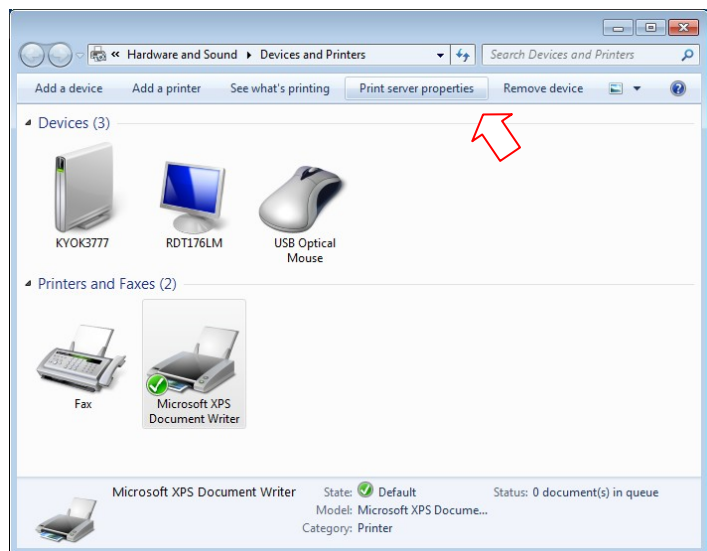 « Hardware and Sound ▸ Devices and Printers
Search Devices and Printers
Add a device Add a printer See what's printing Print server properties Remove device
Devices (3)
KYOK3777
RDT176LM
USB Optical
Mouse
Printers and Faxes (2)
Fax
Microsoft XPS
Document Writer
Microsoft XPS Document Writer State: Default Status: 0 document(s) in queue
Model: Microsoft XPS Docume...
Category: Printer